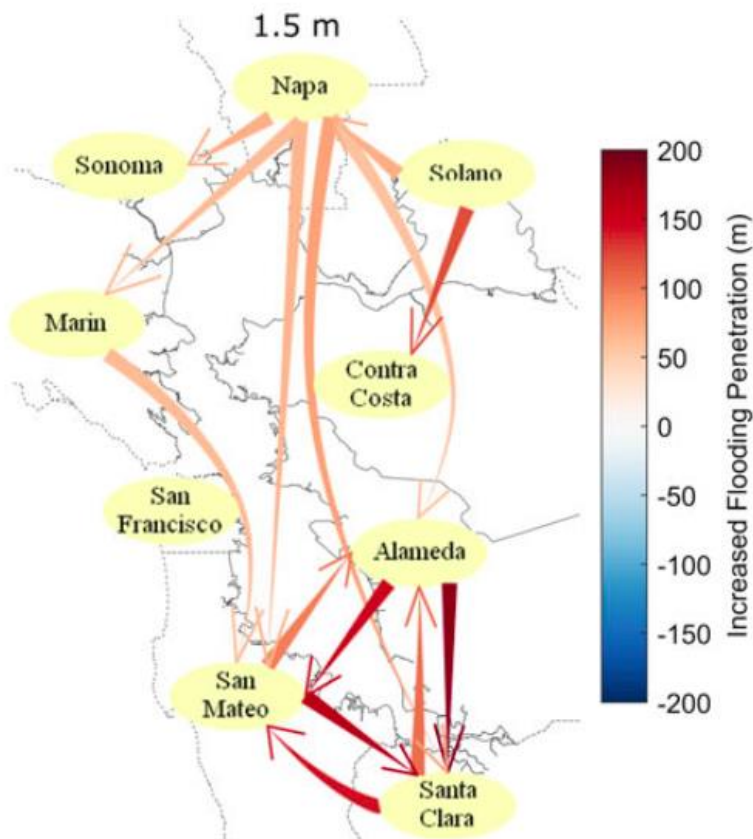 1.5 m
Napa
Sonoma
Solano
Marin
Contra
Costa
San
Francisco
Alameda
San
Mateo
Santa
Clara
200
150
100
50
0
-50
-100
-150
-200
Increased Flooding Penetration (m)